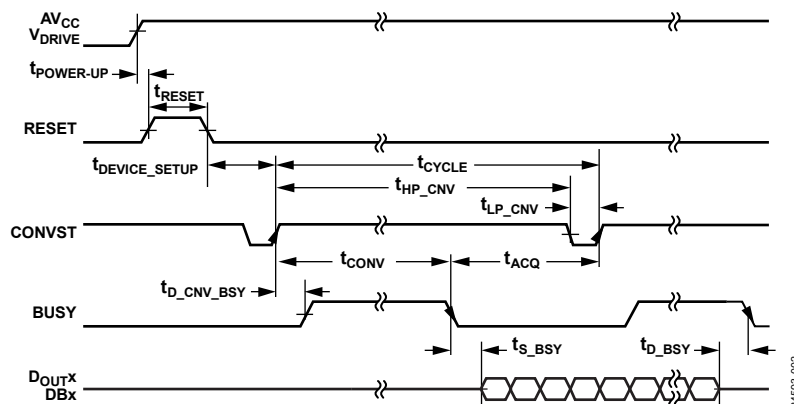 AVCC
VDRIVE
tPOWER-UP
tRESET
RESET
tDEVICE_SETUP
tCYCLE
tHP_CNV
tLP_CNV
CONVST
tCONV
tACQ
tD_CNV_BSY
BUSY
tS_BSY
tD_BSY
DOUTx
DBx